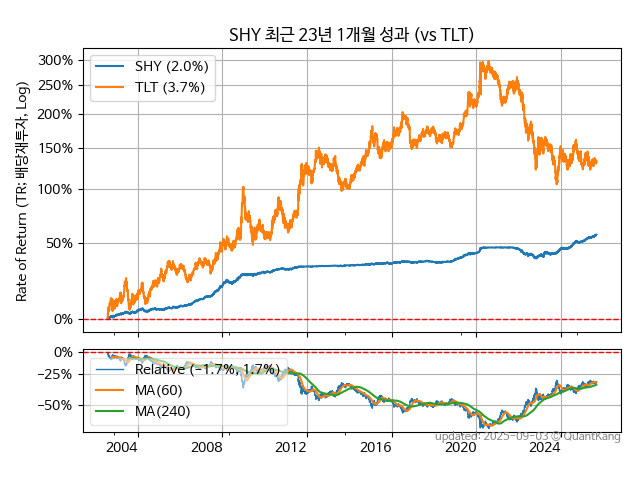 SHY 최근 23년 1개월 성과 (vs TLT)
Rate of Return (TR: 배당재투자, Log)
300%
250%
200%
150%
100%
50%
0%
SHY (2.0%)
TLT (3.7%)
0%
−25%
−50%
Relative (−1.7%, 1.7%)
MA(60)
MA(240)
2004 2008 2012 2016 2020 2024
updated: 2025-09-03 © QuantKang